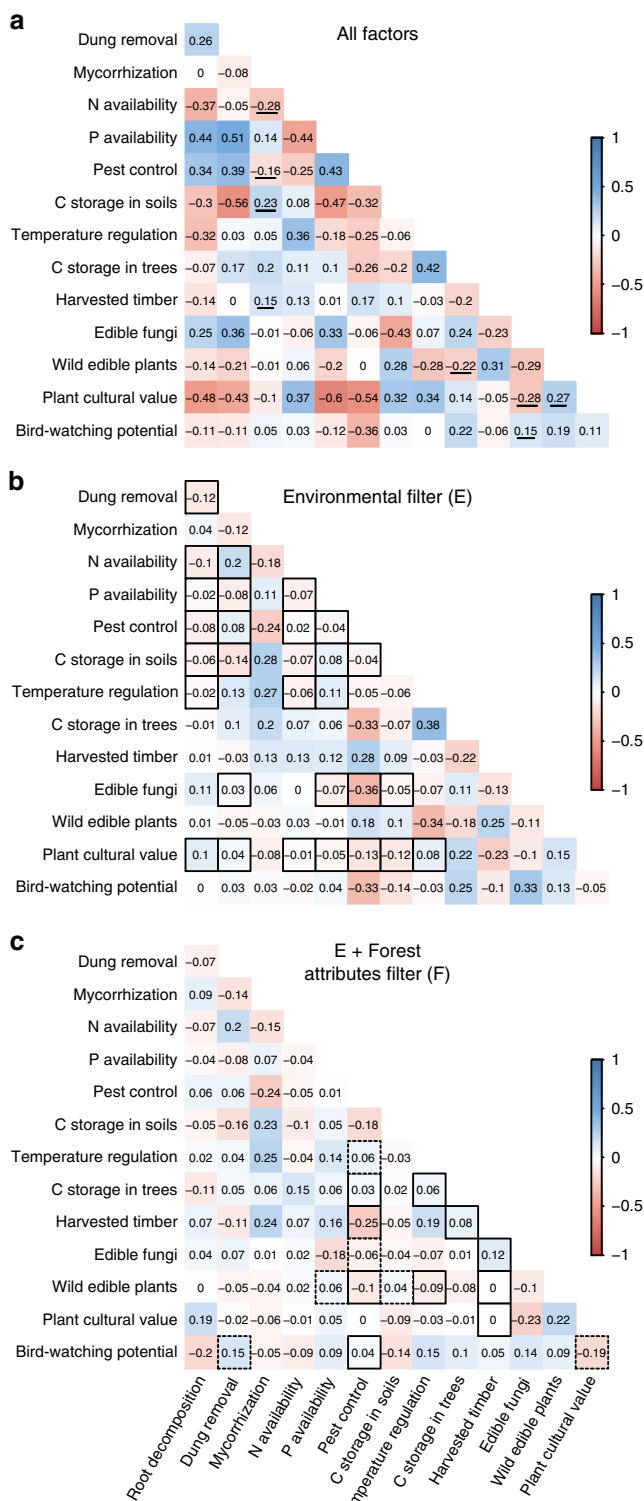 a
All factors
Dung removal 0.26
Mycorrhization 0 −0.08
N availability −0.37 −0.05 −0.28
P availability 0.44 0.51 0.14 −0.44
Pest control 0.34 0.39 −0.16 −0.25 0.43
C storage in soils −0.3 −0.56 0.23 0.08 −0.47 −0.32
Temperature regulation −0.32 0.03 0.05 0.36 −0.18 −0.25 −0.06
C storage in trees −0.07 0.17 0.2 0.11 0.1 −0.26 −0.2 0.42
Harvested timber −0.14 0 0.15 0.13 0.01 0.17 0.1 −0.03 −0.2
Edible fungi 0.25 0.36 −0.01 −0.06 0.33 −0.06 −0.43 0.07 0.24 −0.23
Wild edible plants −0.14 −0.21 −0.01 0.06 −0.2 0 0.28 −0.28 −0.22 0.31 −0.29
Plant cultural value −0.48 −0.43 −0.1 0.37 −0.6 −0.54 0.32 0.34 0.14 −0.05 −0.28 0.27
Bird-watching potential −0.11 −0.11 0.05 0.03 −0.12 −0.36 0.03 0 0.22 −0.06 0.15 0.19 0.11
1
0.5
0
−0.5
−1
b
Environmental filter (E)
Dung removal −0.12
Mycorrhization 0.04 −0.12
N availability −0.1 0.2 −0.18
P availability −0.02 −0.08 0.11 −0.07
Pest control −0.08 0.08 −0.24 0.02 −0.04
C storage in soils −0.06 −0.14 0.28 −0.07 0.08 −0.04
Temperature regulation −0.02 0.13 0.27 −0.06 0.11 −0.05 −0.06
C storage in trees −0.01 0.1 0.2 0.07 0.06 −0.33 −0.07 0.38
Harvested timber 0.01 −0.03 0.13 0.13 0.12 0.28 0.09 −0.03 −0.22
Edible fungi 0.11 0.03 0.06 0 −0.07 −0.36 −0.05 −0.07 0.11 −0.13
Wild edible plants 0.01 −0.05 −0.03 0.03 −0.01 0.18 0.1 −0.34 −0.18 0.25 −0.11
Plant cultural value 0.1 0.04 −0.08 −0.01 −0.05 −0.13 −0.12 0.08 0.22 −0.23 −0.1 0.15
Bird-watching potential 0 0.03 0.03 −0.02 0.04 −0.33 −0.14 −0.03 0.25 −0.1 0.33 0.13 −0.05
1
0.5
0
−0.5
−1
c
E + Forest
attributes filter (F)
Dung removal −0.07
Mycorrhization 0.09 −0.14
N availability −0.07 0.2 −0.15
P availability −0.04 −0.08 0.07 −0.04
Pest control 0.06 0.06 −0.24 −0.05 0.01
C storage in soils −0.05 −0.16 0.23 −0.1 0.05 −0.18
Temperature regulation 0.02 0.04 0.25 −0.04 0.14 0.06 −0.03
C storage in trees −0.11 0.05 0.06 0.15 0.06 0.03 0.02 0.06
Harvested timber 0.07 −0.11 0.24 0.07 0.16 −0.25 −0.05 0.19 0.08
Edible fungi 0.04 0.07 0.01 0.02 −0.18 −0.06 −0.04 −0.07 0.01 0.12
Wild edible plants 0 −0.05 −0.04 0.02 0.06 −0.1 0.04 −0.09 −0.08 0 −0.1
Plant cultural value 0.19 −0.02 −0.06 −0.01 0.05 0 −0.09 −0.03 −0.01 0 −0.23 0.22
Bird-watching potential −0.2 0.15 −0.05 −0.09 0.09 0.04 −0.14 0.15 0.1 0.05 0.14 0.09 −0.19
1
0.5
0
−0.5
−1
Root decomposition
Dung removal
Mycorrhization
N availability
P availability
Pest control
C storage in soils
Temperature regulation
C storage in trees
Harvested timber
Edible fungi
Wild edible plants
Plant cultural value